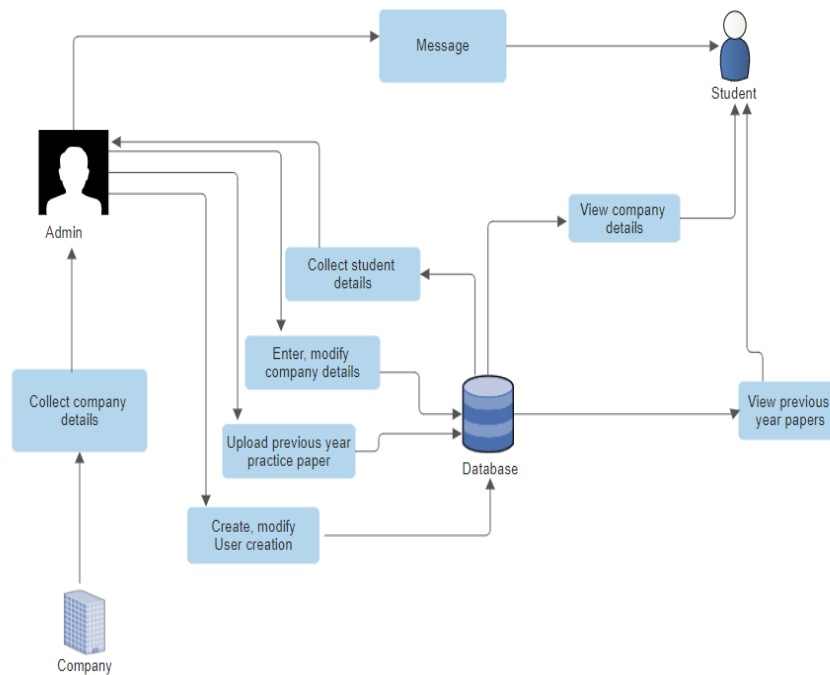 Message
Student
Admin
View company
details
Collect student
details
Enter, modify
company details
Collect company
details
View previous
year papers
Upload previous year
practice paper
Database
Create, modify
User creation
Company